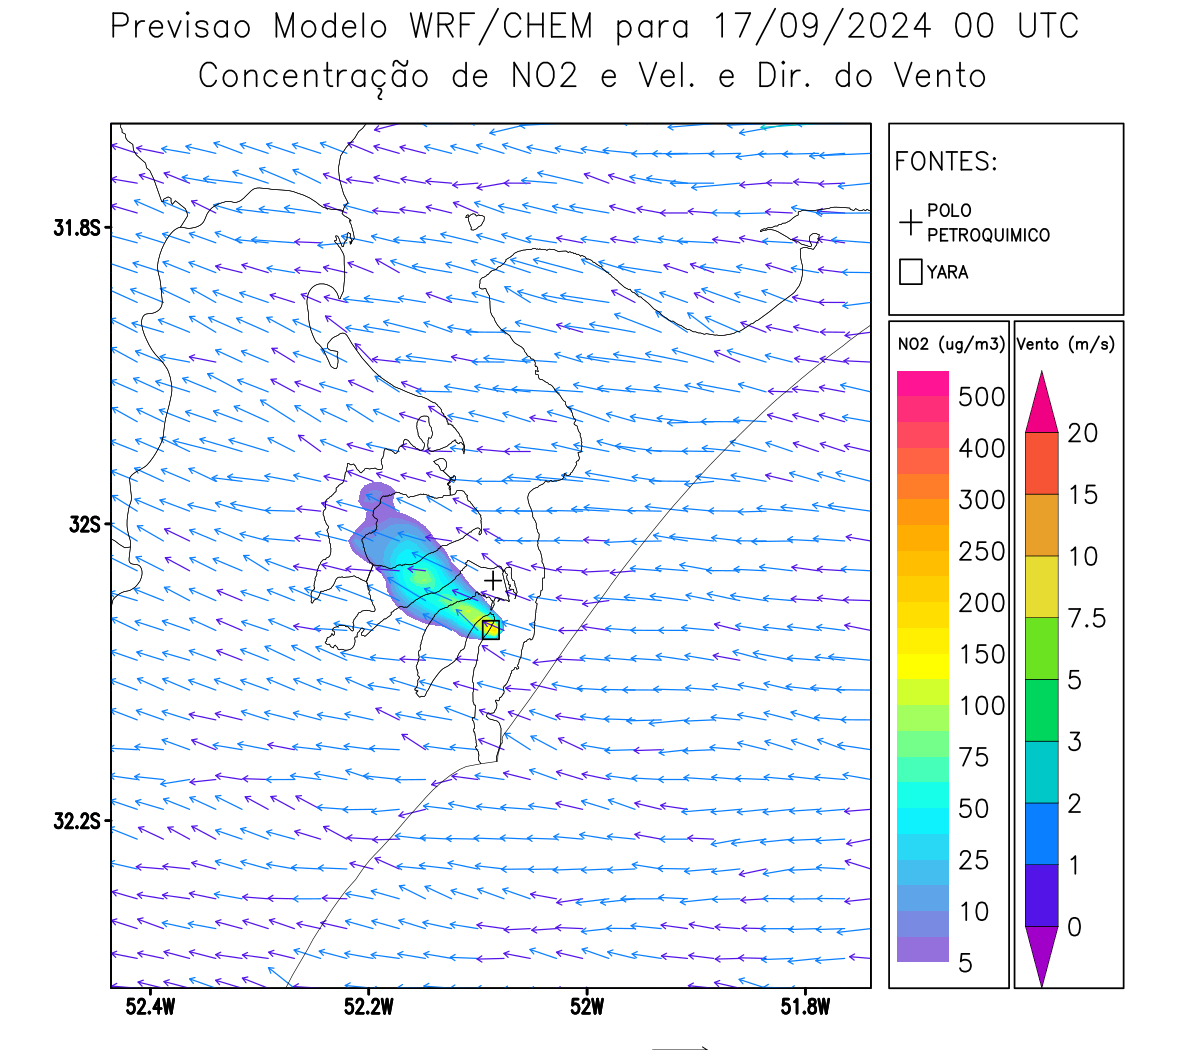 Previsao Modelo WRF/CHEM para 17/09/2024 00 UTC
Concentração de NO2 e Vel. e Dir. do Vento
FONTES:
POLO
PETROQUIMICO
YARA
31.8S
32S
32.2S
52.4W
52.2W
52W
51.8W
NO2 (ug/m3)
500
400
300
250
200
150
100
75
50
25
10
5
Vento (m/s)
20
15
10
7.5
5
3
2
1
0